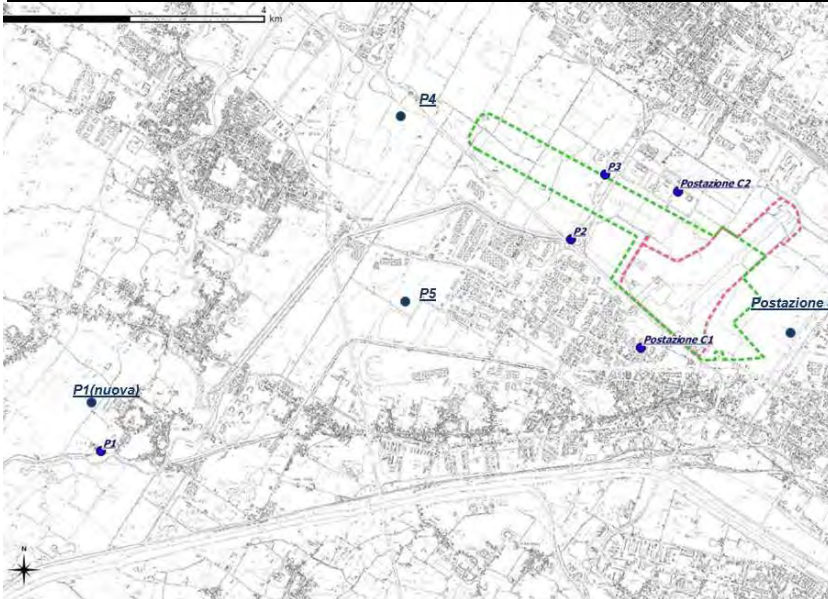 4
km
P4
P3
Postazione C2
P2
P5
Postazione
Postazione C1
P1(nuova)
P1
N